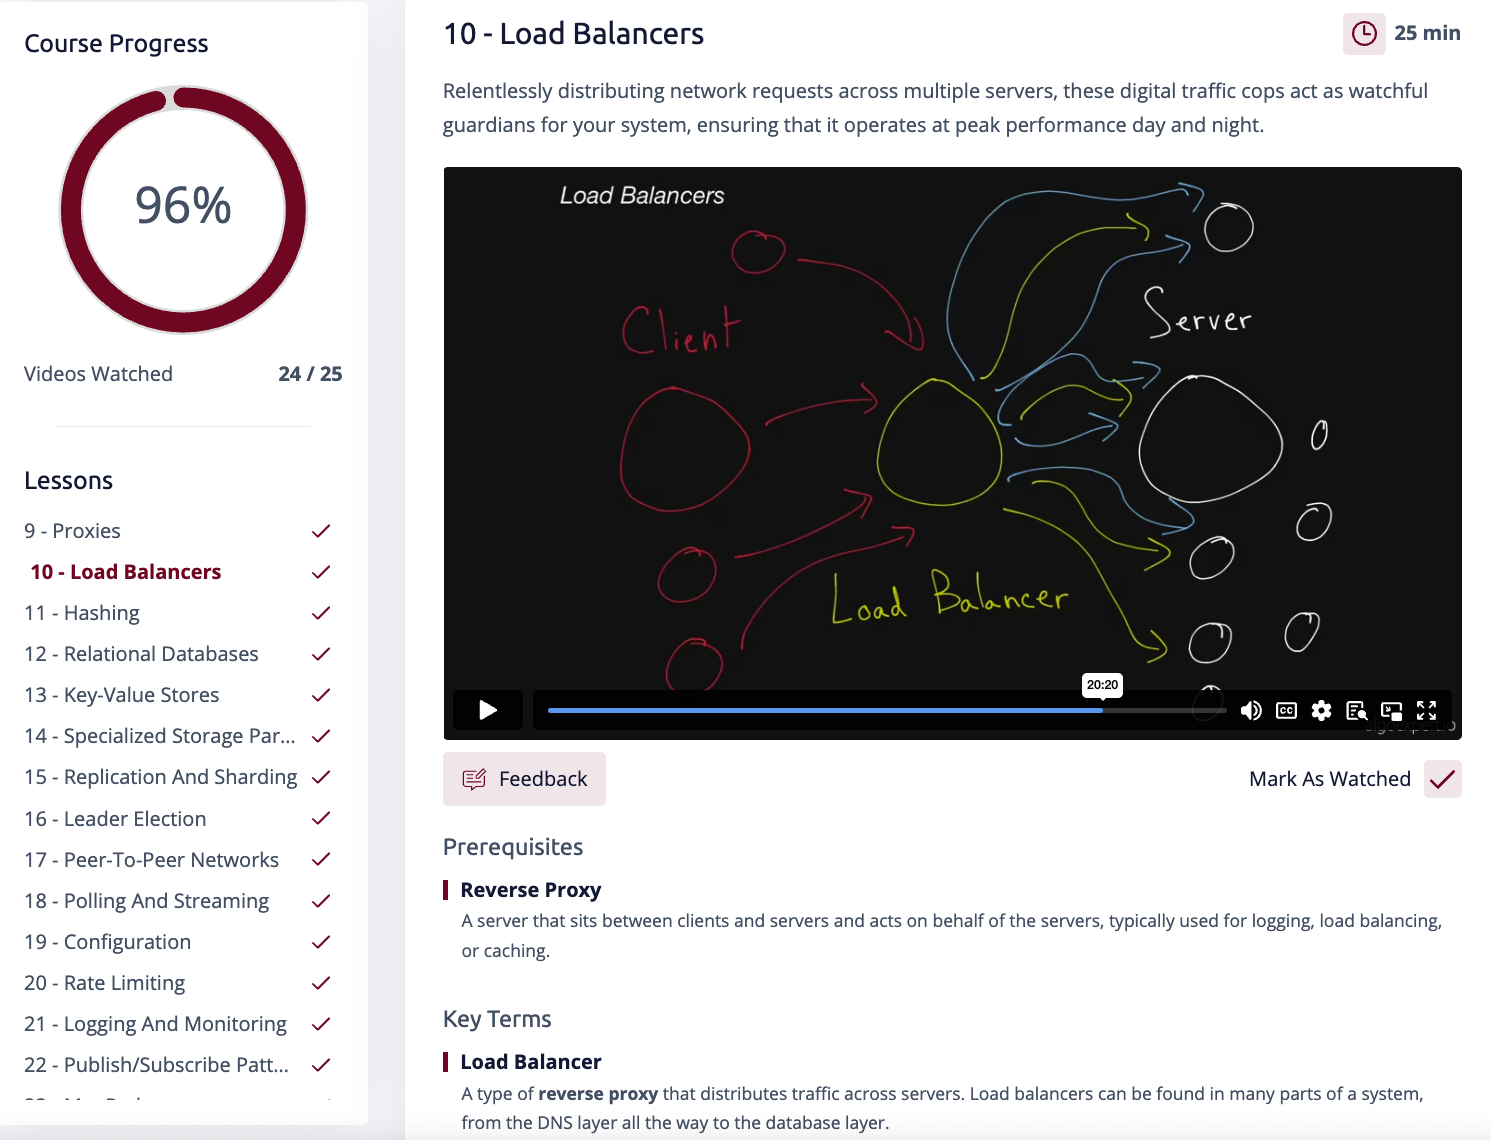 Course Progress
96%
Videos Watched 24 / 25
Lessons
9 - Proxies
10 - Load Balancers
11 - Hashing
12 - Relational Databases
13 - Key-Value Stores
14 - Specialized Storage Par...
15 - Replication And Sharding
16 - Leader Election
17 - Peer-To-Peer Networks
18 - Polling And Streaming
19 - Configuration
20 - Rate Limiting
21 - Logging And Monitoring
22 - Publish/Subscribe Patt...
10 - Load Balancers
25 min
Relentlessly distributing network requests across multiple servers, these digital traffic cops act as watchful
guardians for your system, ensuring that it operates at peak performance day and night.
Load Balancers
Client
Server
Load Balancer
20:20
CC
Feedback
Mark As Watched
Prerequisites
Reverse Proxy
A server that sits between clients and servers and acts on behalf of the servers, typically used for logging, load balancing,
or caching.
Key Terms
Load Balancer
A type of reverse proxy that distributes traffic across servers. Load balancers can be found in many parts of a system,
from the DNS layer all the way to the database layer.